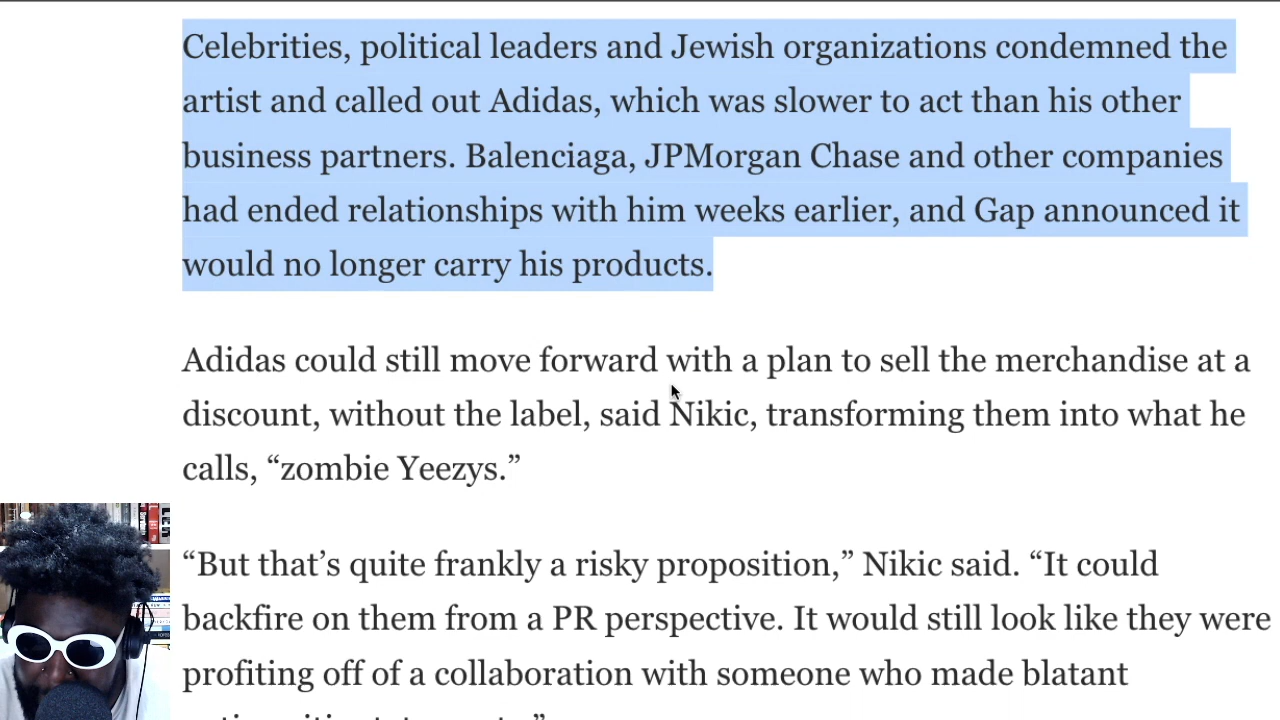 Celebrities, political leaders and Jewish organizations condemned the
artist and called out Adidas, which was slower to act than his other
business partners. Balenciaga, JPMorgan Chase and other companies
had ended relationships with him weeks earlier, and Gap announced it
would no longer carry his products.
Adidas could still move forward with a plan to sell the merchandise at a
discount, without the label, said Nikic, transforming them into what he
calls, “zombie Yeezys.”
“But that’s quite frankly a risky proposition,” Nikic said. “It could
backfire on them from a PR perspective. It would still look like they were
profiting off of a collaboration with someone who made blatant